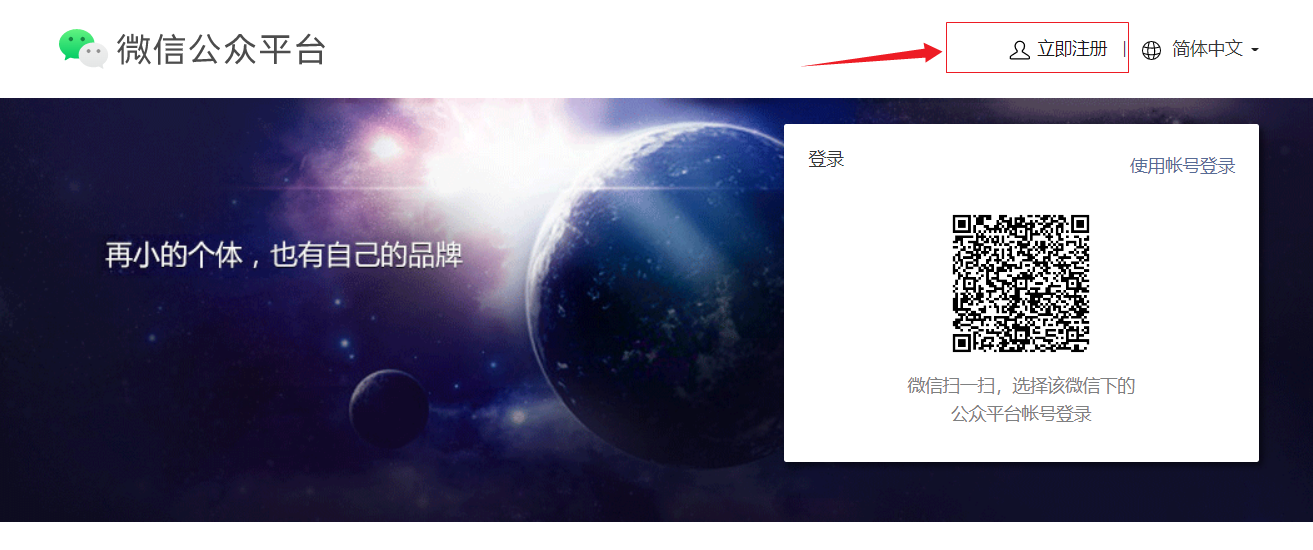 微信公众平台
立即注册 | 简体中文
登录
使用帐号登录
再小的个体，也有自己的品牌
微信扫一扫，选择该微信下的
公众平台帐号登录